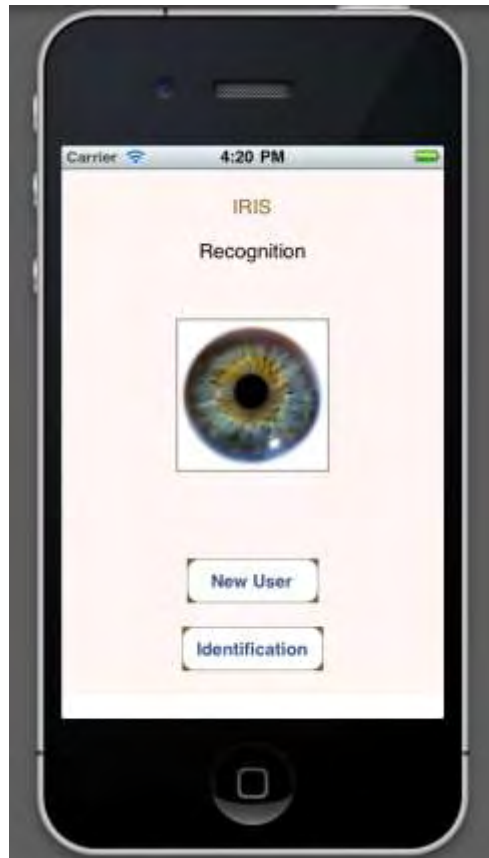 Carrier 4:20 PM
IRIS
Recognition
New User
Identification